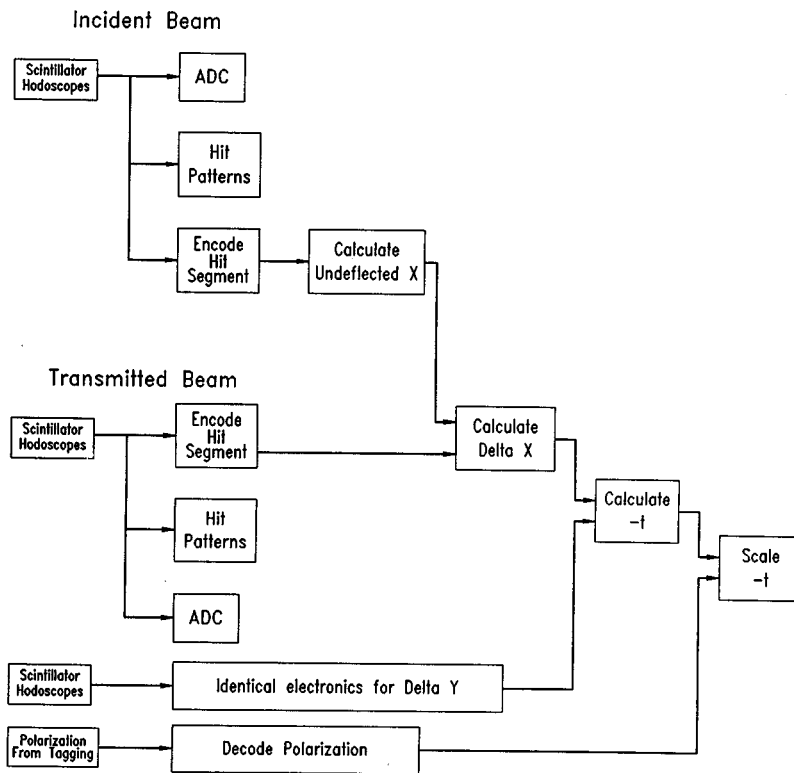 Incident Beam
Scintillator
Hodoscopes
ADC
Hit
Patterns
Encode
Hit
Segment
Calculate
Undeflected X
Transmitted Beam
Scintillator
Hodoscopes
Encode
Hit
Segment
Calculate
Delta X
Hit
Patterns
Calculate
-t
Scale
-t
ADC
Scintillator
Hodoscopes
Identical electronics for Delta Y
Polarization
From Tagging
Decode Polarization